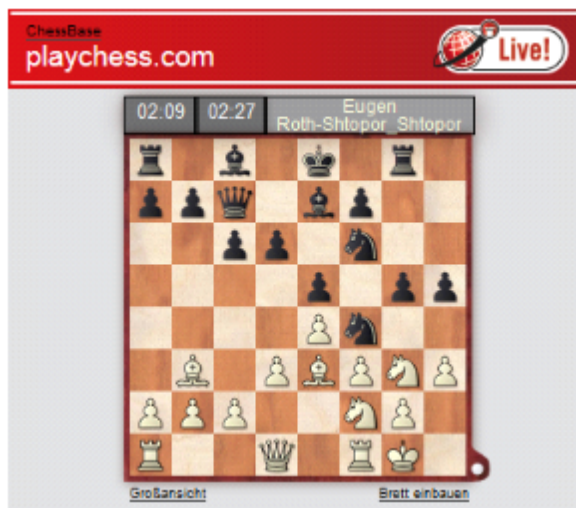 ChessBase
playchess.com
Live!
02:09
02:27
Eugen
Roth-Shtopor_Shtopor
Großansicht
Brett einbauen